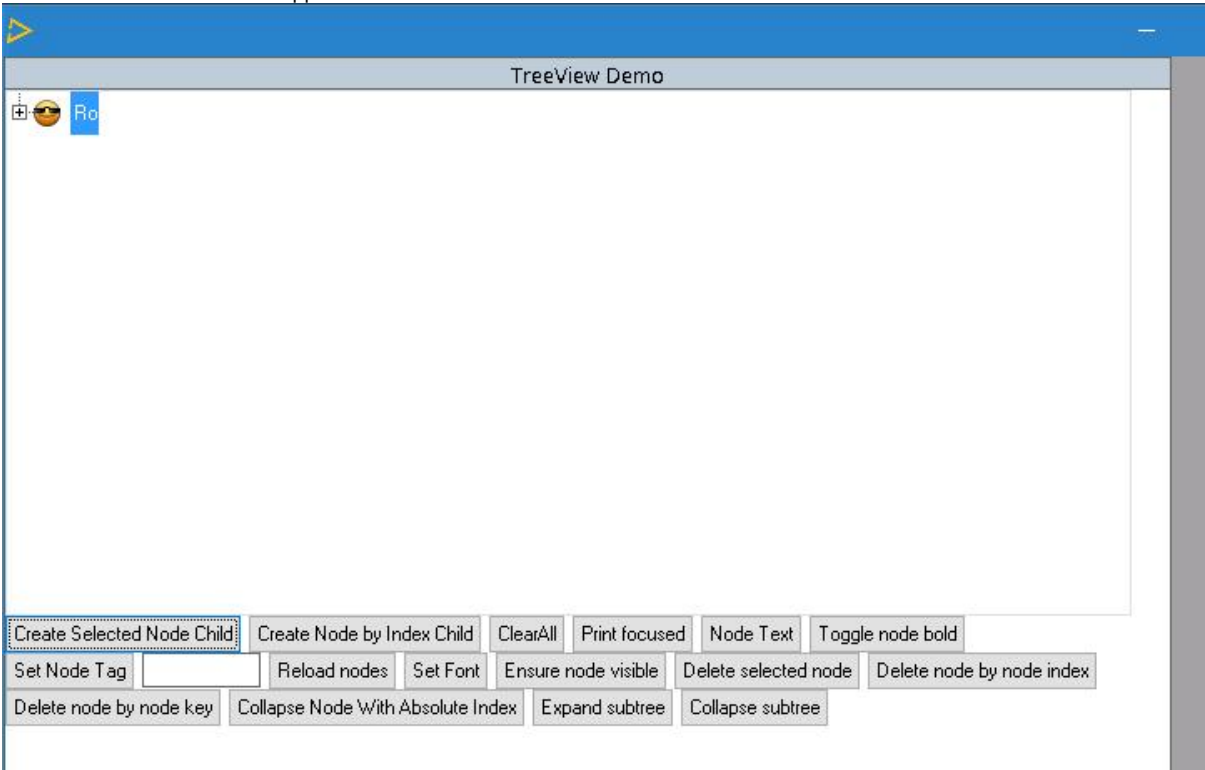 TreeView Demo
Ro
Create Selected Node Child Create Node by Index Child ClearAll Print focused Node Text Toggle node bold
Set Node Tag Reload nodes Set Font Ensure node visible Delete selected node Delete node by node index
Delete node by node key Collapse Node With Absolute Index Expand subtree Collapse subtree